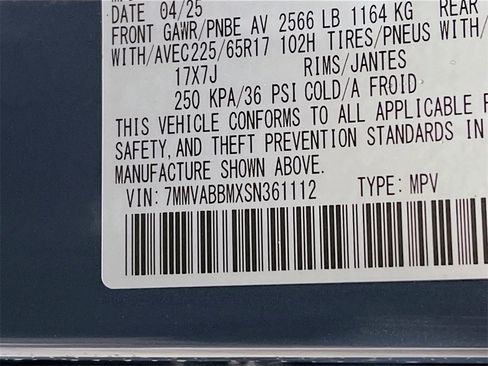 DATE 04/25
FRONT GAWR/PNBE AV 2566 LB 1164 KG REAR
WITH/AVEC225/65R17 102H TIRES/PNEUS WITH/
17X7J RIMS/JANTES
250 KPA/36 PSI COLD/A FROID
THIS VEHICLE CONFORMS TO ALL APPLICABLE
SAFETY, AND THEFT PREVENTION STANDARDS IN
MANUFACTURE SHOWN ABOVE.
VIN: 7MMVABBMXSN361112 TYPE: MPV